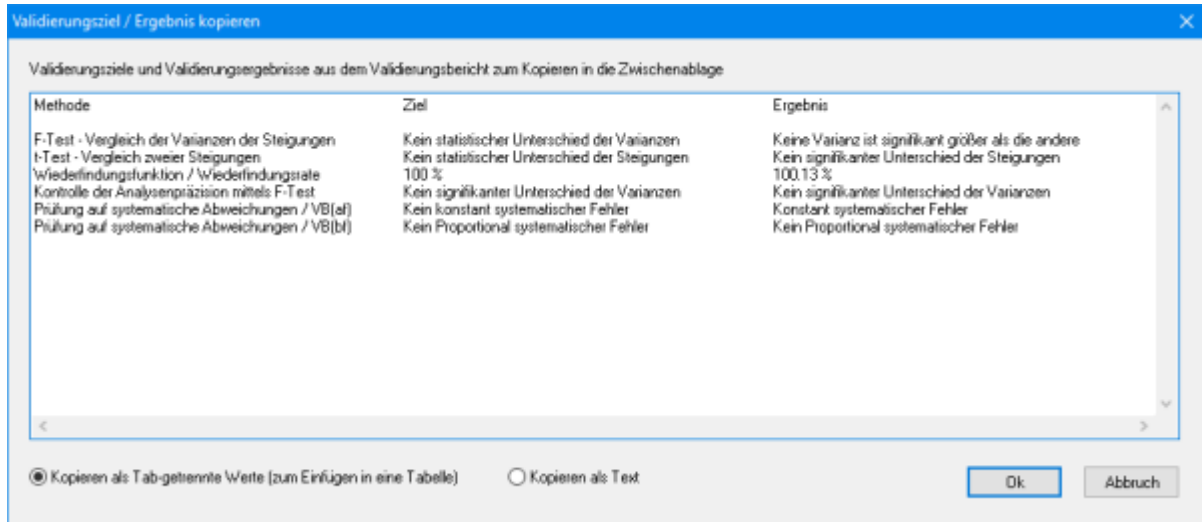 Validierungsziel / Ergebnis kopieren
Validierungsziele und Validierungsergebnisse aus dem Validierungsbericht zum Kopieren in die Zwischenablage
Methode Ziel Ergebnis
F-Test - Vergleich der Varianzen der Steigungen Kein statistischer Unterschied der Varianzen Keine Varianz ist signifikant größer als die andere
t-Test - Vergleich zweier Steigungen Kein statistischer Unterschied der Steigungen Kein signifikanter Unterschied der Steigungen
Wiederfindungsfunktion / Wiederfindungsrate 100 % 100.13 %
Kontrolle der Analysenpräzision mittels F-Test Kein signifikanter Unterschied der Varianzen Kein signifikanter Unterschied der Varianzen
Prüfung auf systematische Abweichungen / VB(af) Kein konstant systematischer Fehler Konstant systematischer Fehler
Prüfung auf systematische Abweichungen / VB(bf) Kein Proportional systematischer Fehler Kein Proportional systematischer Fehler
Kopieren als Tab-getrennte Werte (zum Einfügen in eine Tabelle) Kopieren als Text Ok Abbruch